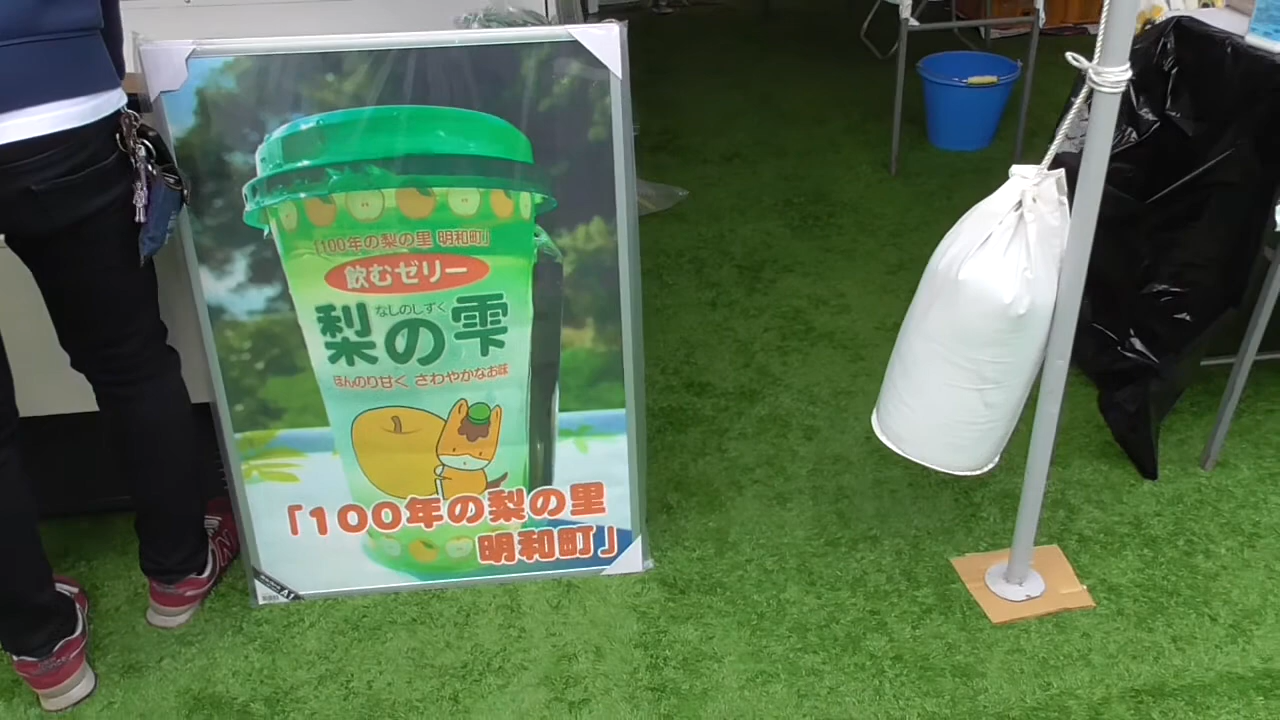 「100年の梨の里 明和町」
飲むゼリー
なしのしずく
梨の雫
ほんのり甘く さわやかなお味
「100年の梨の里
明和町」
A1